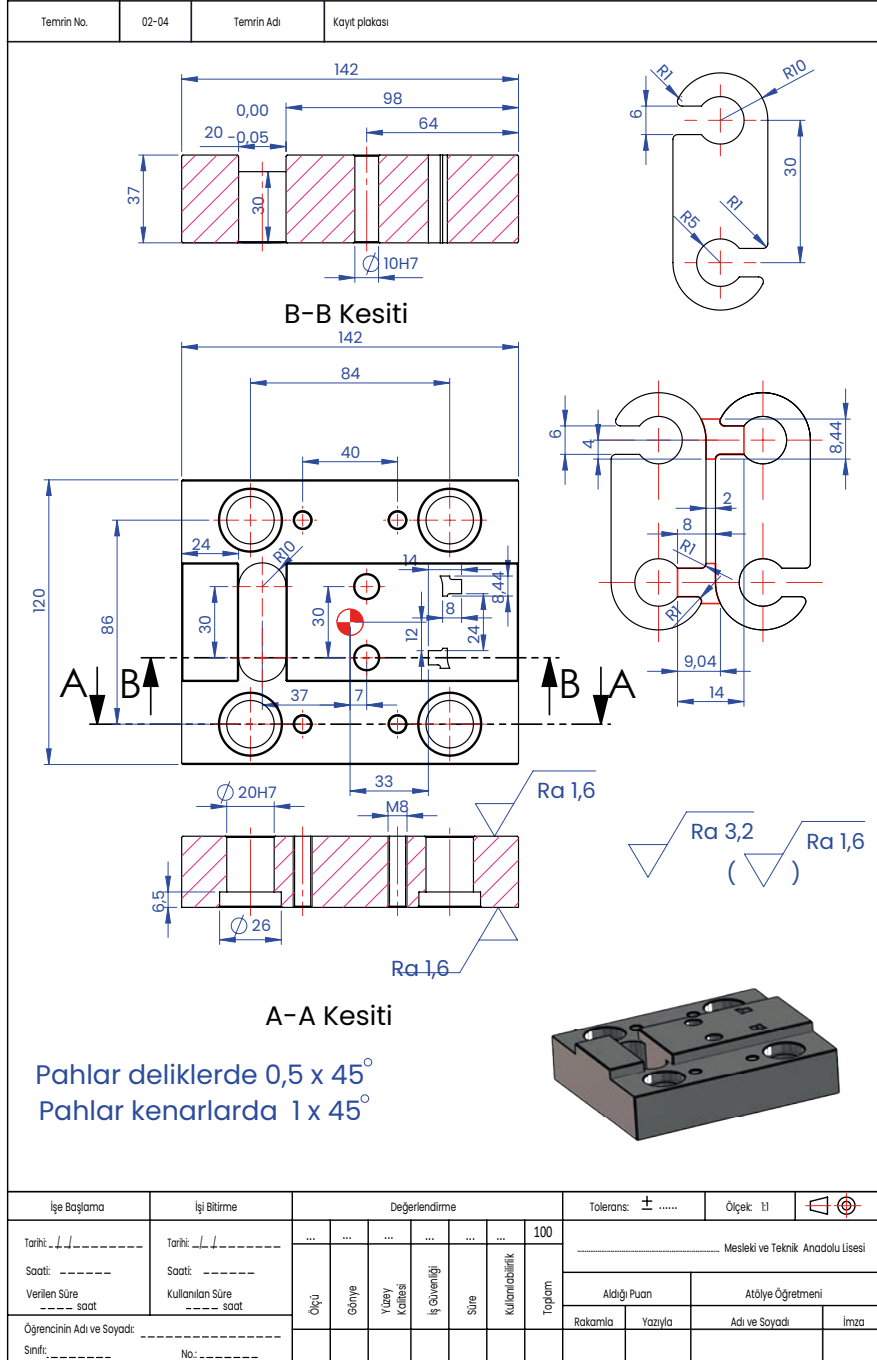 Temrin No. 02-04 Temrin Adı Kayıt plakası
142
98
0,00
20 -0,05
64
37
30
Ø 10H7
B-B Kesiti
R1
R10
6
30
R5
R1
142
84
40
24
R10
14
8,44
8
120
86
30
30
12
24
A B B A
37
7
33
6
4
8,44
2
8
R1
R1
9,04
14
Ø 20H7
M8
Ra 1,6
6,5
Ø 26
Ra 1,6
Ra 3,2
( Ra 1,6 )
A-A Kesiti
Pahlar deliklerde 0,5 x 45°
Pahlar kenarlarda 1 x 45°
İşe Başlama İşi Bitirme Değerlendirme Tolerans: ± ...... Ölçek: 1:1
Tarihi: _/_/_ _ _ _ _ _ _ _ Tarihi: _/_/_ _ _ _ _ _ _ _ ... ... ... ... ... ... 100
Mesleki ve Teknik Anadolu Lisesi
Saati: _ _ _ _ _ _ Saati: _ _ _ _ _ _
Verilen Süre Kullanılan Süre
_ _ _ _ saat _ _ _ _ saat
Ölçü
Gönye
Yüzey Kalitesi
İş Güvenliği
Süre
Kullanılabilirlik
Toplam
Aldığı Puan Atölye Öğretmeni
Rakamla Yazıyla Adı ve Soyadı İmza
Öğrencinin Adı ve Soyadı:
Sınıfı: No.: